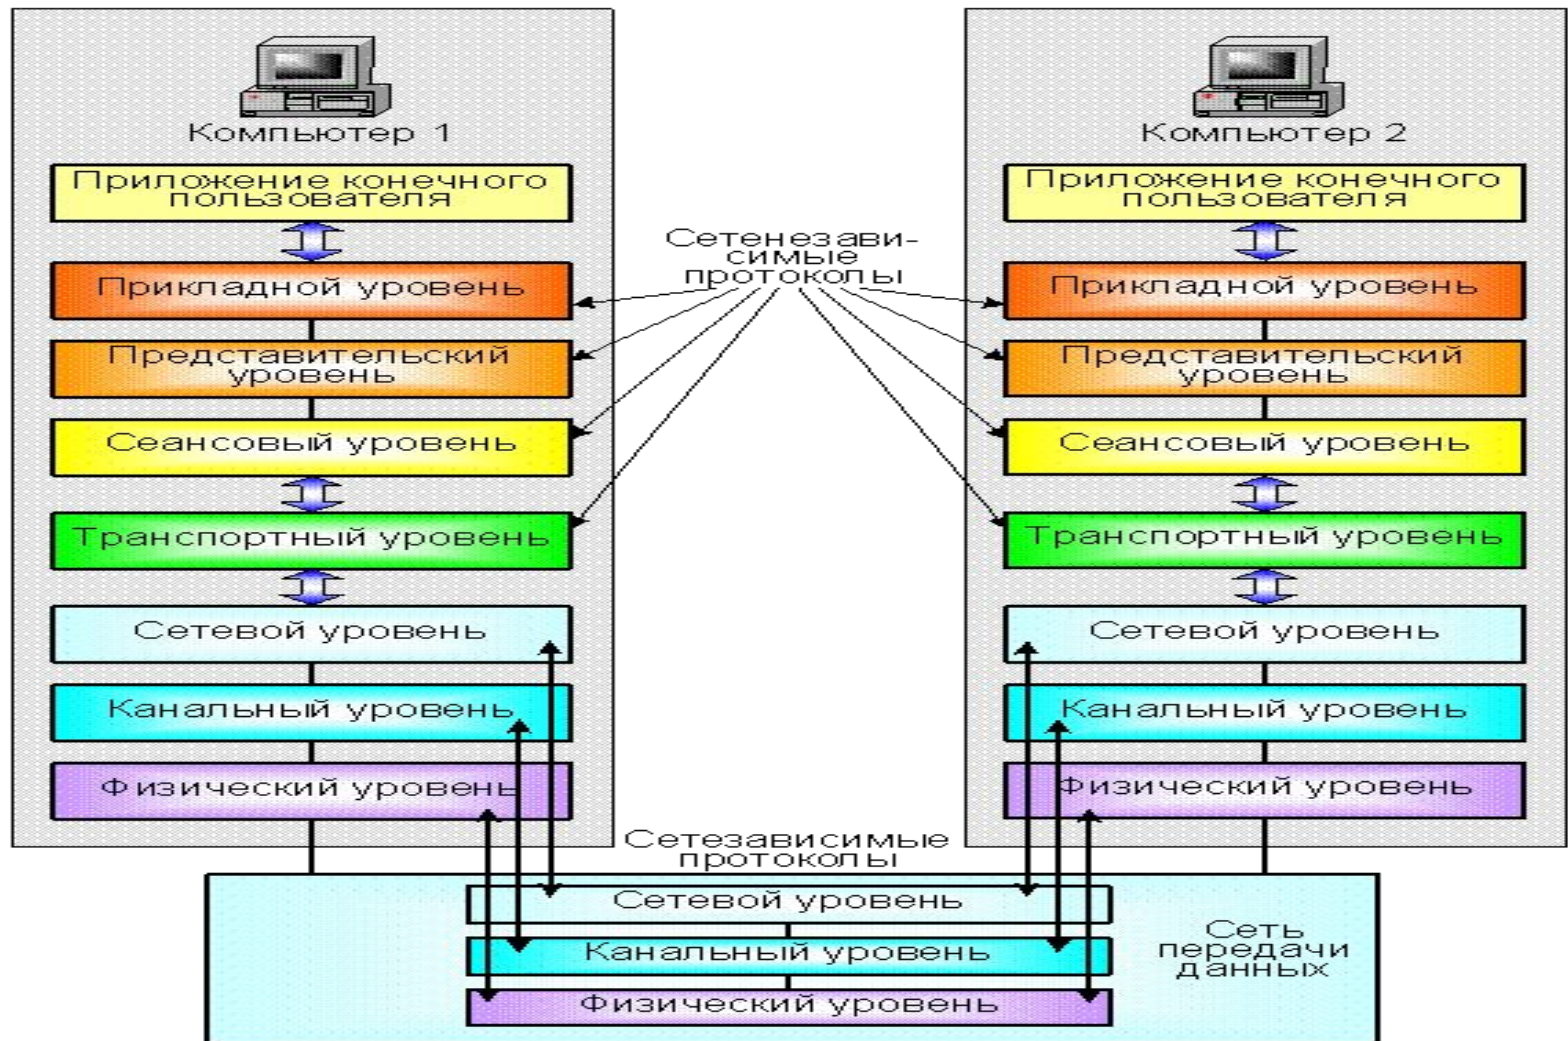 Компьютер 1
Приложение конечного
пользователя
Прикладной уровень
Представительский
уровень
Сеансовый уровень
Транспортный уровень
Сетевой уровень
Канальный уровень
Физический уровень
Сетенезави-
симые
протоколы
Компьютер 2
Приложение конечного
пользователя
Прикладной уровень
Представительский
уровень
Сеансовый уровень
Транспортный уровень
Сетевой уровень
Канальный уровень
Физический уровень
Сетезависимые
протоколы
Сетевой уровень
Канальный уровень
Физический уровень
Сеть
передачи
данных